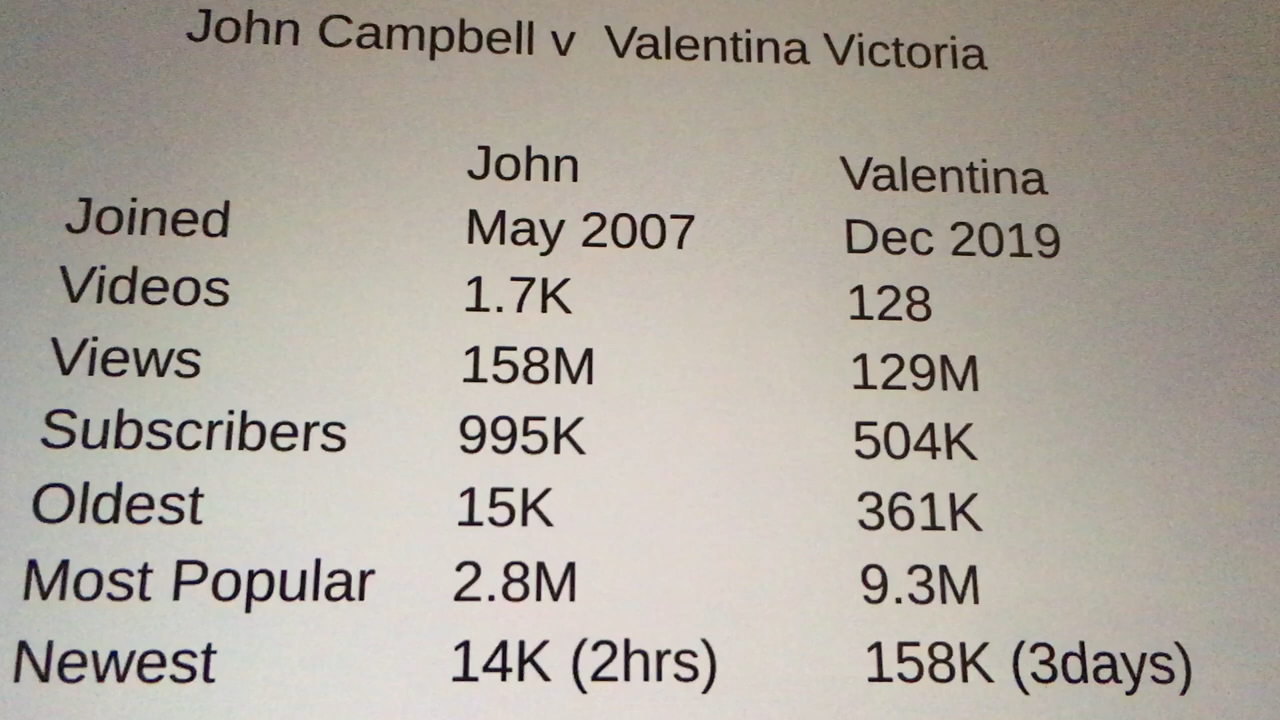 John Campbell v Valentina Victoria
John Valentina
Joined May 2007 Dec 2019
Videos 1.7K 128
Views 158M 129M
Subscribers 995K 504K
Oldest 15K 361K
Most Popular 2.8M 9.3M
Newest 14K (2hrs) 158K (3days)